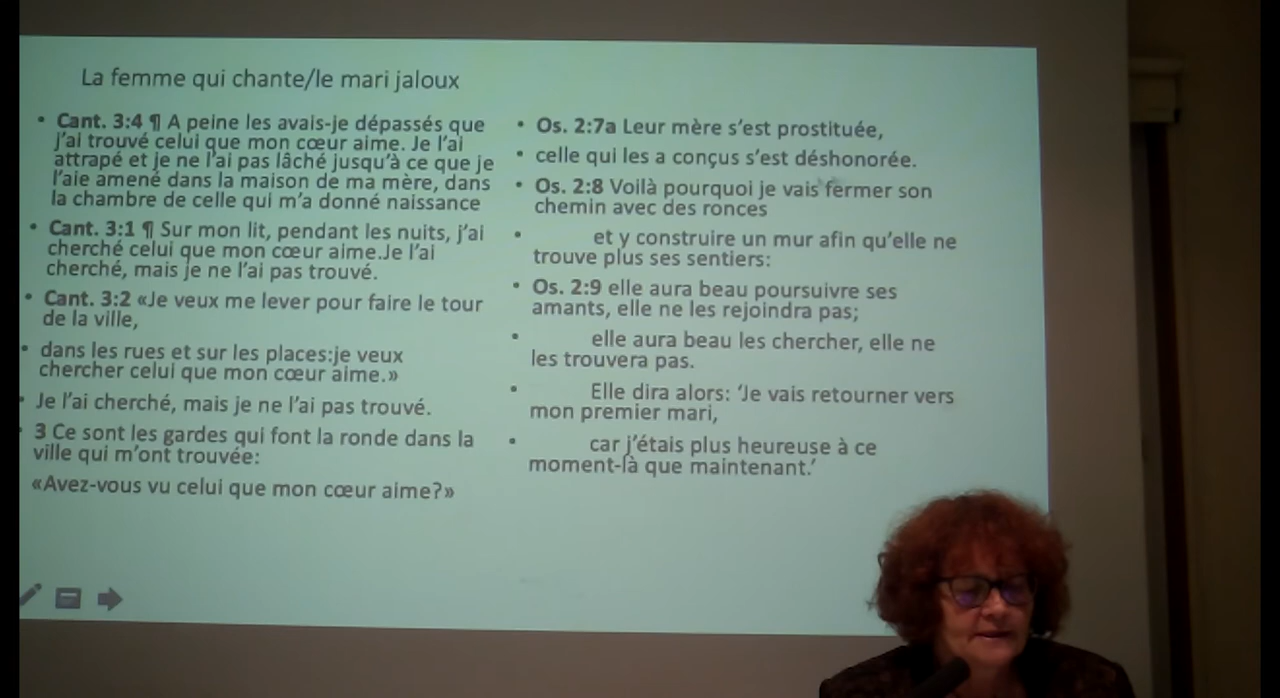 La femme qui chante/le mari jaloux
• Cant. 3:4 ¶ A peine les avais-je dépassés que
j'ai trouvé celui que mon cœur aime. Je l'ai
attrapé et je ne l'ai pas lâché jusqu'à ce que je
l'aie amené dans la maison de ma mère, dans
la chambre de celle qui m'a donné naissance
• Cant. 3:1 ¶ Sur mon lit, pendant les nuits, j'ai
cherché celui que mon cœur aime.Je l'ai
cherché, mais je ne l'ai pas trouvé.
• Cant. 3:2 «Je veux me lever pour faire le tour
de la ville,
• dans les rues et sur les places:je veux
chercher celui que mon cœur aime.»
• Je l'ai cherché, mais je ne l'ai pas trouvé.
• 3 Ce sont les gardes qui font la ronde dans la
ville qui m'ont trouvée:
«Avez-vous vu celui que mon cœur aime?»
• Os. 2:7a Leur mère s'est prostituée,
• celle qui les a conçus s'est déshonorée.
• Os. 2:8 Voilà pourquoi je vais fermer son
chemin avec des ronces
• et y construire un mur afin qu'elle ne
trouve plus ses sentiers:
• Os. 2:9 elle aura beau poursuivre ses
amants, elle ne les rejoindra pas;
• elle aura beau les chercher, elle ne
les trouvera pas.
• Elle dira alors: ‘Je vais retourner vers
mon premier mari,
• car j'étais plus heureuse à ce
moment-là que maintenant.’